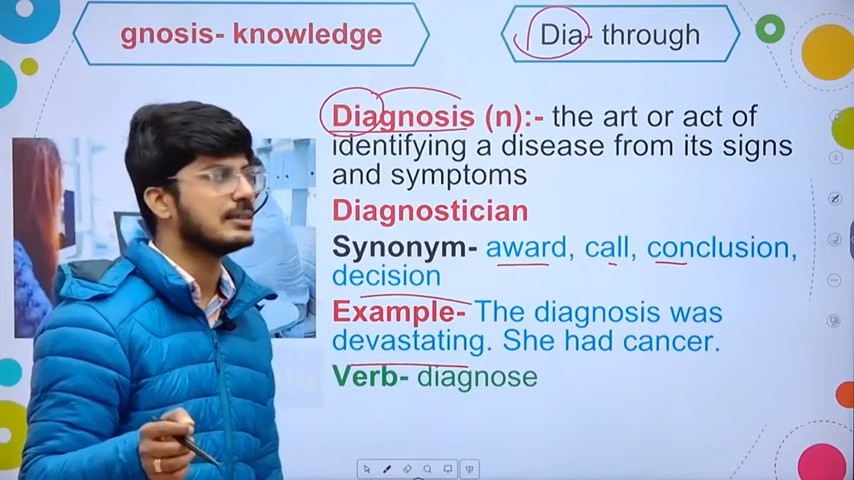 gnosis- knowledge
Dia- through
Diagnosis (n):- the art or act of
identifying a disease from its signs
and symptoms
Diagnostician
Synonym- award, call, conclusion,
decision
Example- The diagnosis was
devastating. She had cancer.
Verb- diagnose